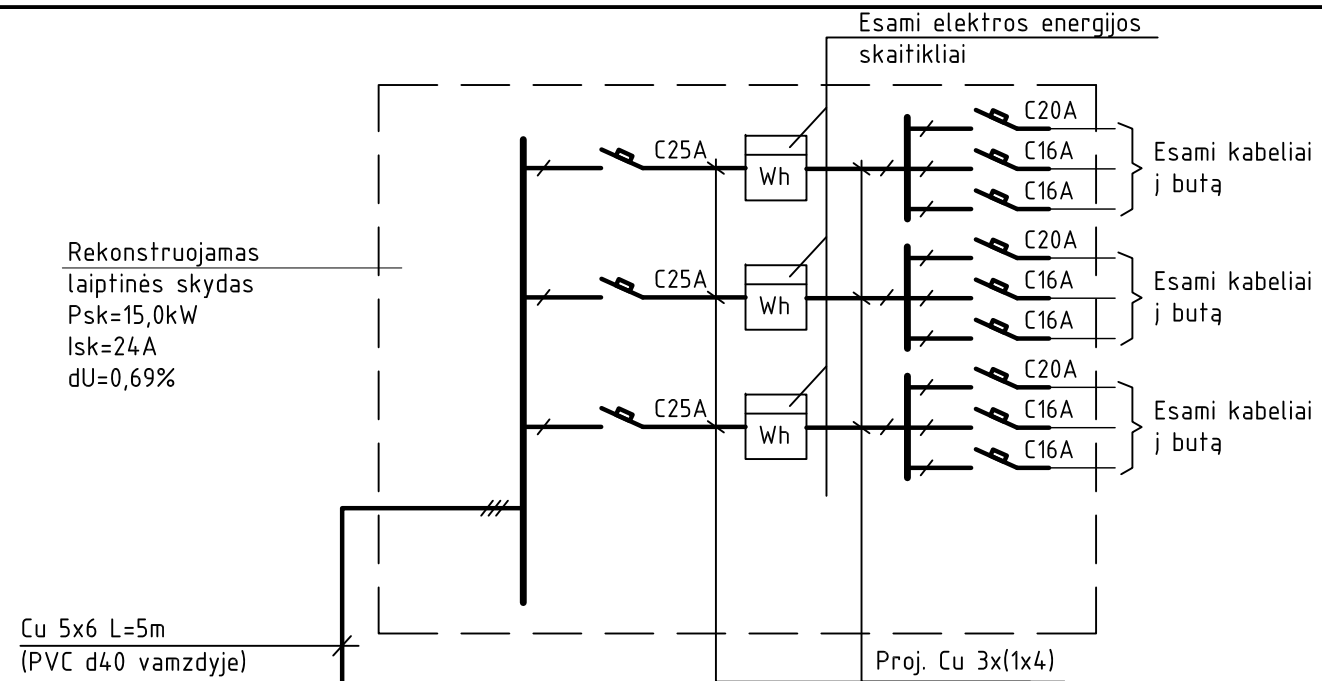 Esami elektros energijos
skaitikliai
C25A
Wh
C20A
C16A
C16A
Esami kabeliai
į butą
Rekonstruojamas
laiptinės skydas
Psk=15,0kW
Isk=24A
dU=0,69%
C25A
Wh
C20A
C16A
C16A
Esami kabeliai
į butą
C25A
Wh
C20A
C16A
C16A
Esami kabeliai
į butą
Cu 5x6 L=5m
(PVC d40 vamzdyje)
Proj. Cu 3x(1x4)